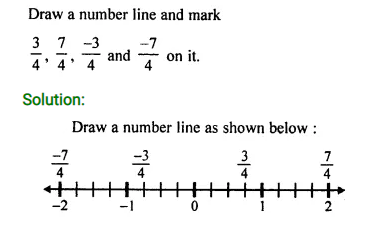 Draw a number line and mark
3/4, 7/4, -3/4 and -7/4 on it.
Solution:
Draw a number line as shown below :
-7/4 -3/4 3/4 7/4
-2 -1 0 1 2